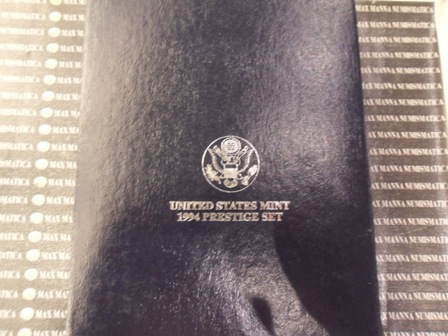 UNITED STATES MINT
1994 PRESTIGE SET
MAX MANNA NUMISMATICA